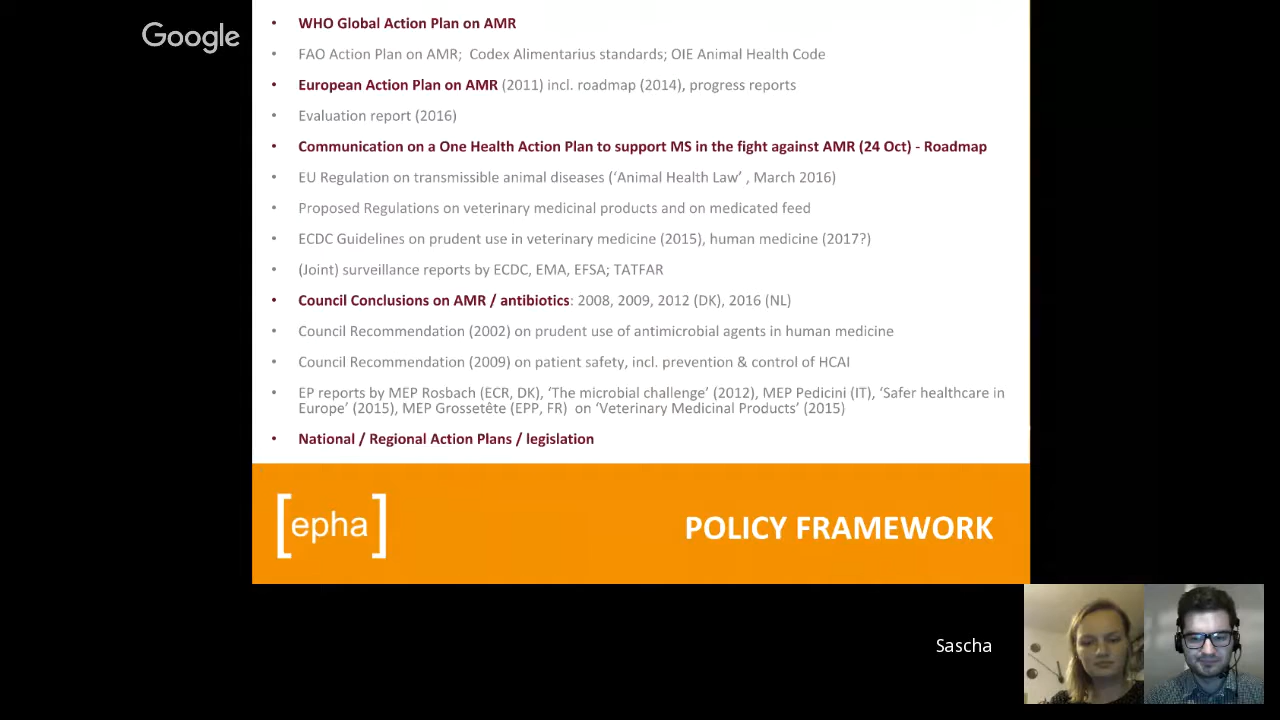 Google
• WHO Global Action Plan on AMR
• FAO Action Plan on AMR;  Codex Alimentarius standards; OIE Animal Health Code
• European Action Plan on AMR (2011) incl. roadmap (2014), progress reports
• Evaluation report (2016)
• Communication on a One Health Action Plan to support MS in the fight against AMR (24 Oct) - Roadmap
• EU Regulation on transmissible animal diseases (‘Animal Health Law’ , March 2016)
• Proposed Regulations on veterinary medicinal products and on medicated feed
• ECDC Guidelines on prudent use in veterinary medicine (2015), human medicine (2017?)
• (Joint) surveillance reports by ECDC, EMA, EFSA; TATFAR
• Council Conclusions on AMR / antibiotics: 2008, 2009, 2012 (DK), 2016 (NL)
• Council Recommendation (2002) on prudent use of antimicrobial agents in human medicine
• Council Recommendation (2009) on patient safety, incl. prevention & control of HCAI
• EP reports by MEP Rosbach (ECR, DK), ‘The microbial challenge’ (2012), MEP Pedicini (IT), ‘Safer healthcare in
Europe’ (2015), MEP Grossetête (EPP, FR)  on ‘Veterinary Medicinal Products’ (2015)
• National / Regional Action Plans / legislation
[epha]
POLICY FRAMEWORK
Sascha